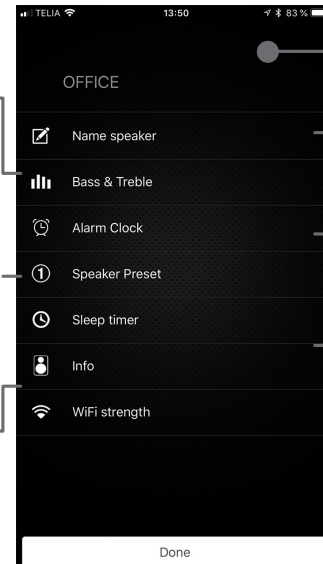 TELIA 13:50 83 %
OFFICE
Name speaker
Bass & Treble
Alarm Clock
1 Speaker Preset
Sleep timer
Info
WiFi strength
Done